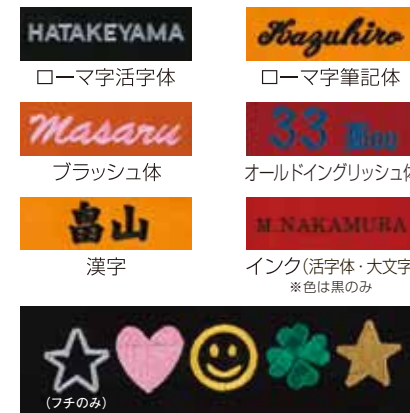 HATAKEYAMA
Kazuhiro
ローマ字活字体
ローマ字筆記体
Masaru
33
ブラッシュ体
オールドイングリッシュ体
畠山
M.NAKAMURA
漢字
インク(活字体・大文字
※色は黒のみ
(フチのみ)